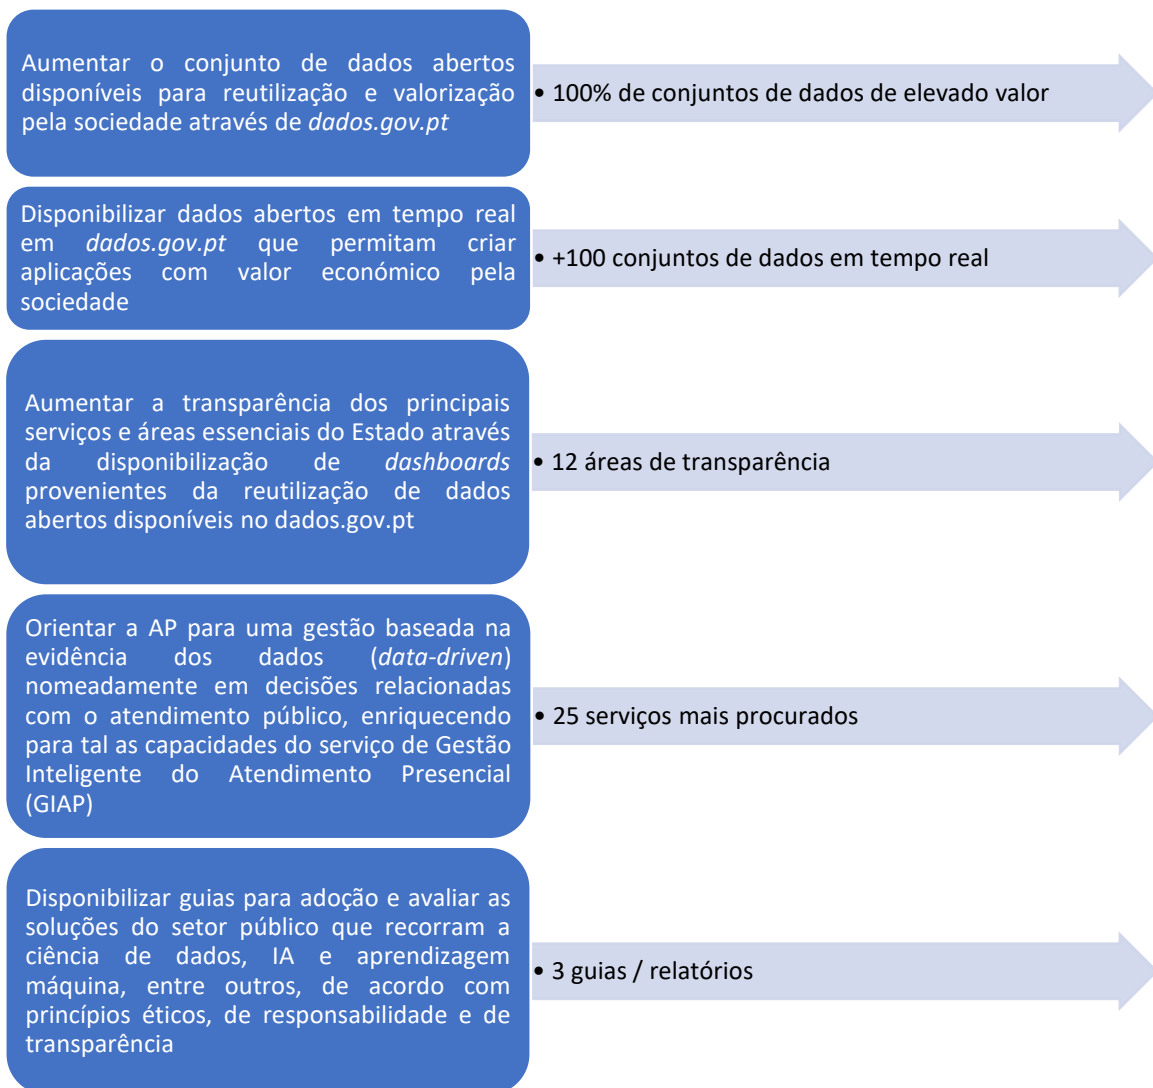 Aumentar o conjunto de dados abertos
disponíveis para reutilização e valorização
pela sociedade através de dados.gov.pt
• 100% de conjuntos de dados de elevado valor
Disponibilizar dados abertos em tempo real
em dados.gov.pt que permitam criar
aplicações com valor económico pela
sociedade
• +100 conjuntos de dados em tempo real
Aumentar a transparência dos principais
serviços e áreas essenciais do Estado através
da disponibilização de dashboards
provenientes da reutilização de dados
abertos disponíveis no dados.gov.pt
• 12 áreas de transparência
Orientar a AP para uma gestão baseada na
evidência dos dados (data-driven)
nomeadamente em decisões relacionadas
com o atendimento público, enriquecendo
para tal as capacidades do serviço de Gestão
Inteligente do Atendimento Presencial
(GIAP)
• 25 serviços mais procurados
Disponibilizar guias para adoção e avaliar as
soluções do setor público que recorram a
ciência de dados, IA e aprendizagem
máquina, entre outros, de acordo com
princípios éticos, de responsabilidade e de
transparência
• 3 guias / relatórios